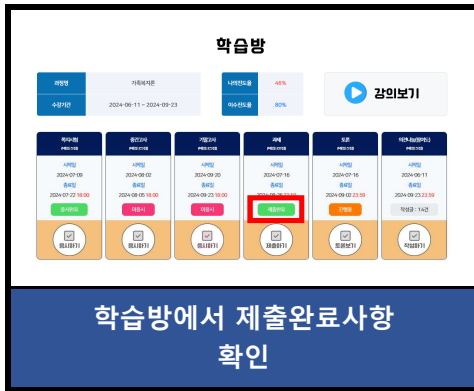 학습방
과정명 가족복지론 나의진도율 46%
수강기간 2024-06-11 ~ 2024-09-23 이수진도율 80%
강의보기
쪽지시험 중간고사 기말고사 과제 토론
시작일 시작일 시작일 시작일 시작일 시작일
2024-07-09 2024-08-02 2024-09-20 2024-07-16 2024-07-16 2024-06-11
종료일 종료일 종료일 종료일 종료일 종료일
2024-07-22 18:00 2024-08-05 18:00 2024-09-23 18:00 2024-09-02 23:59 2024-09-23 23:59
응시완료 미응시 미응시 제출완료 진행중 작성글 : 14건
응시하기 응시하기 응시하기 제출하기 토론보기 작성하기
학습방에서 제출완료사항
확인